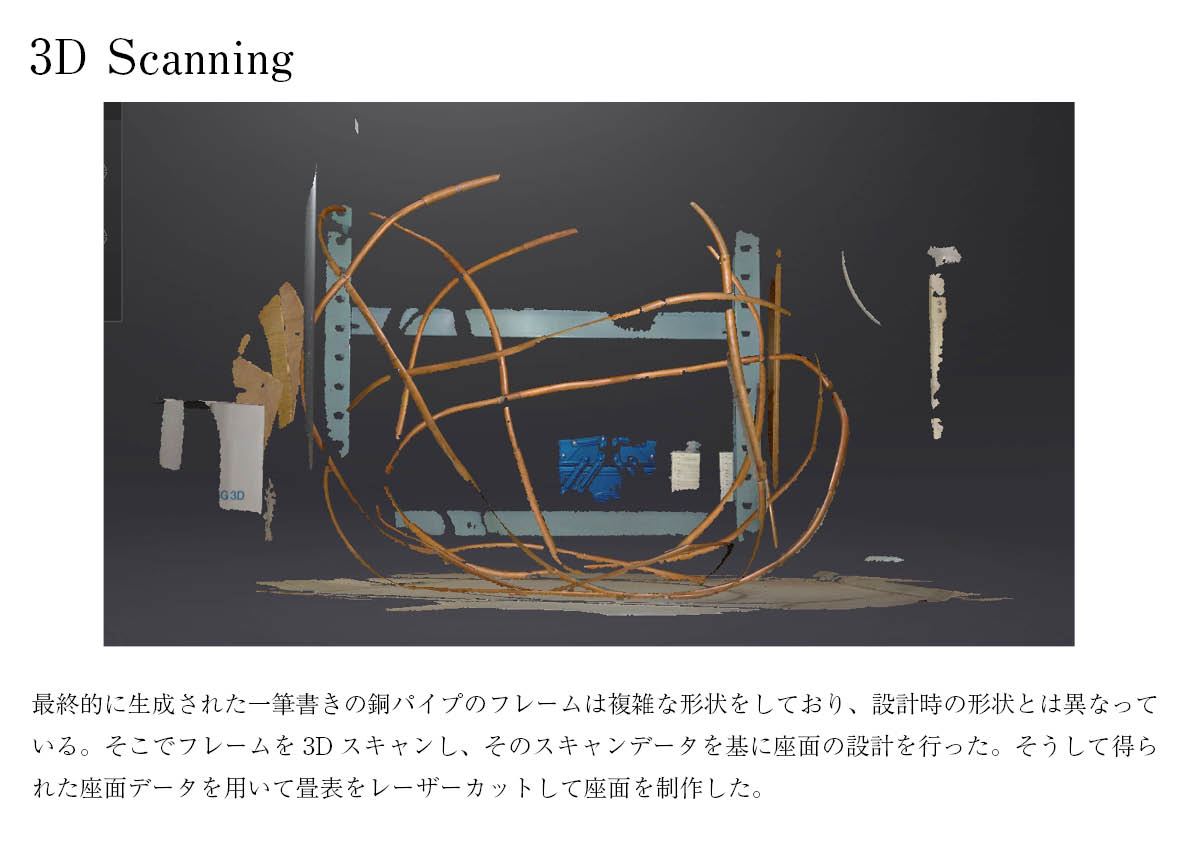 3D Scanning
G3D
最終的に生成された一筆書きの銅パイプのフレームは複雑な形状をしており、設計時の形状とは異なって
いる。そこでフレームを 3D スキャンし、そのスキャンデータを基に座面の設計を行った。そうして得ら
れた座面データを用いて畳表をレーザーカットして座面を制作した。